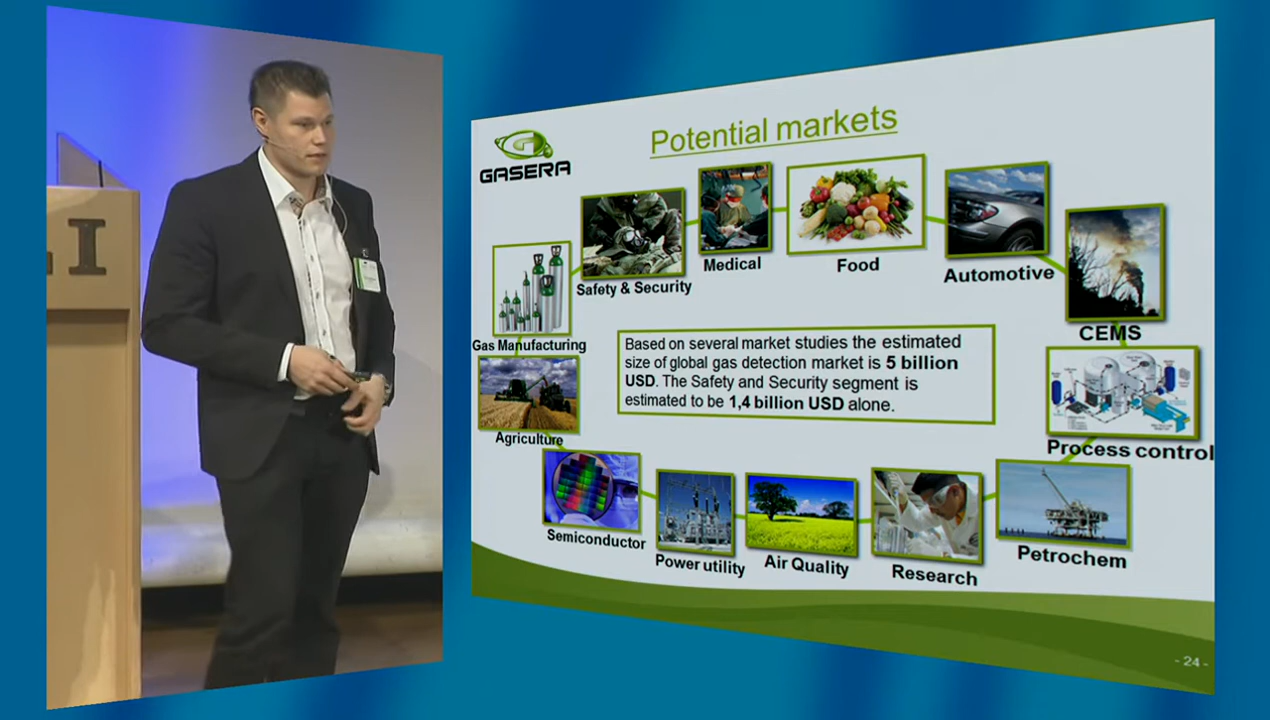 GASERA
Potential markets
Safety & Security
Medical
Food
Automotive
CEMS
Gas Manufacturing
Based on several market studies the estimated
size of global gas detection market is 5 billion
USD. The Safety and Security segment is
estimated to be 1,4 billion USD alone.
Process control
Agriculture
Semiconductor
Power utility
Air Quality
Research
Petrochem
- 24 -